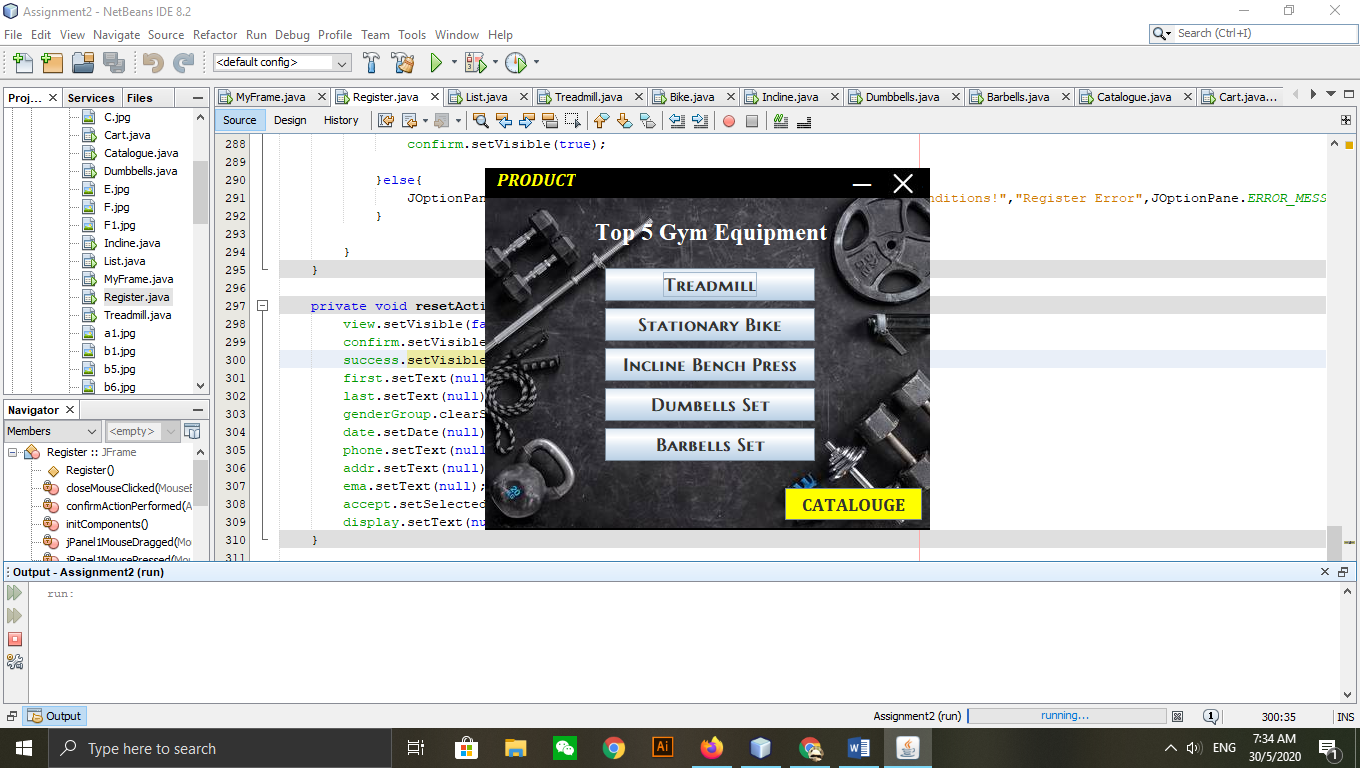 Assignment2 - NetBeans IDE 8.2
File Edit View Navigate Source Refactor Run Debug Profile Team Tools Window Help
Search (Ctrl+I)
<default config>
Proj... Services Files
MyFrame.java Register.java List.java Treadmill.java Bike.java Incline.java Dumbbells.java Barbells.java Catalogue.java Cart.java...
Source Design History
C.jpg
Cart.java
Catalogue.java
Dumbbells.java
E.jpg
F.jpg
F1.jpg
Incline.java
List.java
MyFrame.java
Register.java
Treadmill.java
a1.jpg
b1.jpg
b5.jpg
b6.jpg
Navigator
Members <empty>
Register :: JFrame
Register()
closeMouseClicked(MouseE
confirmActionPerformed(A
initComponents()
jPanel1MouseDragged(Mo
jPanel1MousePressed(Mou
288 confirm.setVisible(true);
289
290 }else{
291 JOptionPan nditions!","Register Error",JOptionPane.ERROR_MESS
292 }
293
294 }
295 }
296
297 private void resetActi
298 view.setVisible(fa
299 confirm.setVisible
300 success.setVisible
301 first.setText(null
302 last.setText(null)
303 genderGroup.clearS
304 date.setDate(null)
305 phone.setText(null
306 addr.setText(null)
307 ema.setText(null);
308 accept.setSelected
309 display.setText(nu
310 }
311
PRODUCT
Top 5 Gym Equipment
Treadmill
Stationary Bike
Incline Bench Press
Dumbells Set
Barbells Set
CATALOUGE
Output - Assignment2 (run)
run:
Output
Assignment2 (run) running... 1 300:35 INS
Type here to search
Ai
W
ENG
7:34 AM
30/5/2020
1